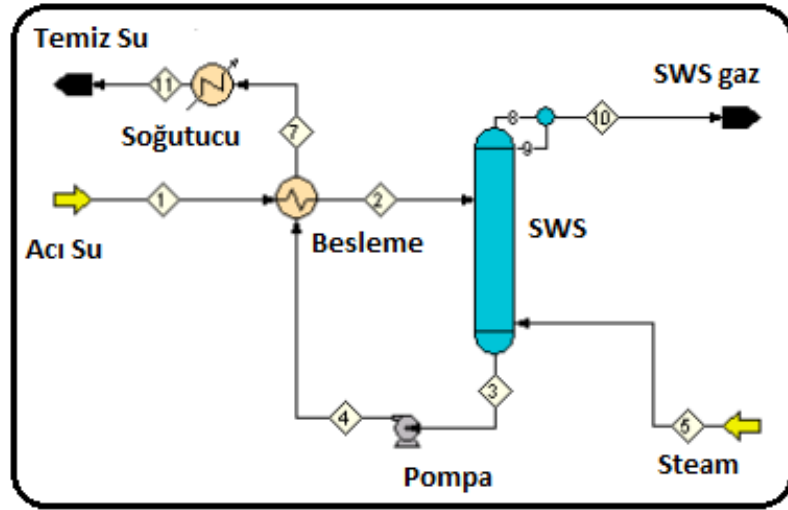 Temiz Su
11
Soğutucu
7
8
10
SWS gaz
9
1
2
Acı Su
Besleme
SWS
4
3
5
Pompa
Steam